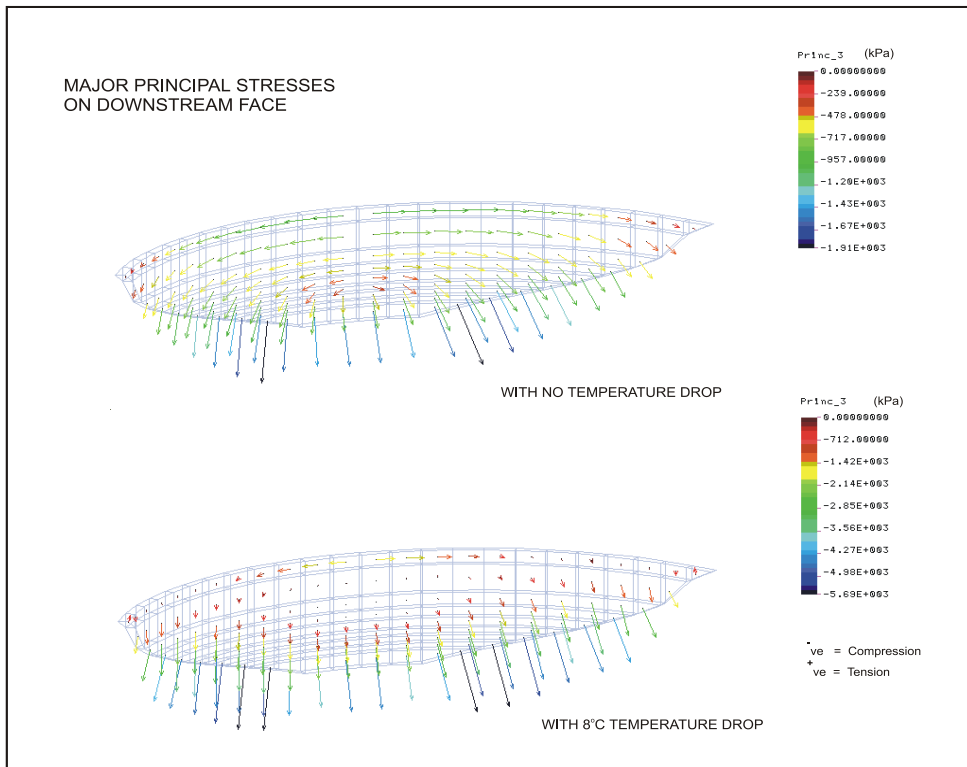 MAJOR PRINCIPAL STRESSES
ON DOWNSTREAM FACE
Princ_3 (kPa)
0.00000000
-239.00000
-478.00000
-717.00000
-957.00000
-1.20E+003
-1.43E+003
-1.67E+003
-1.91E+003
WITH NO TEMPERATURE DROP
Princ_3 (kPa)
0.00000000
-712.00000
-1.42E+003
-2.14E+003
-2.85E+003
-3.56E+003
-4.27E+003
-4.98E+003
-5.69E+003
-ve = Compression
+ve = Tension
WITH 8°C TEMPERATURE DROP